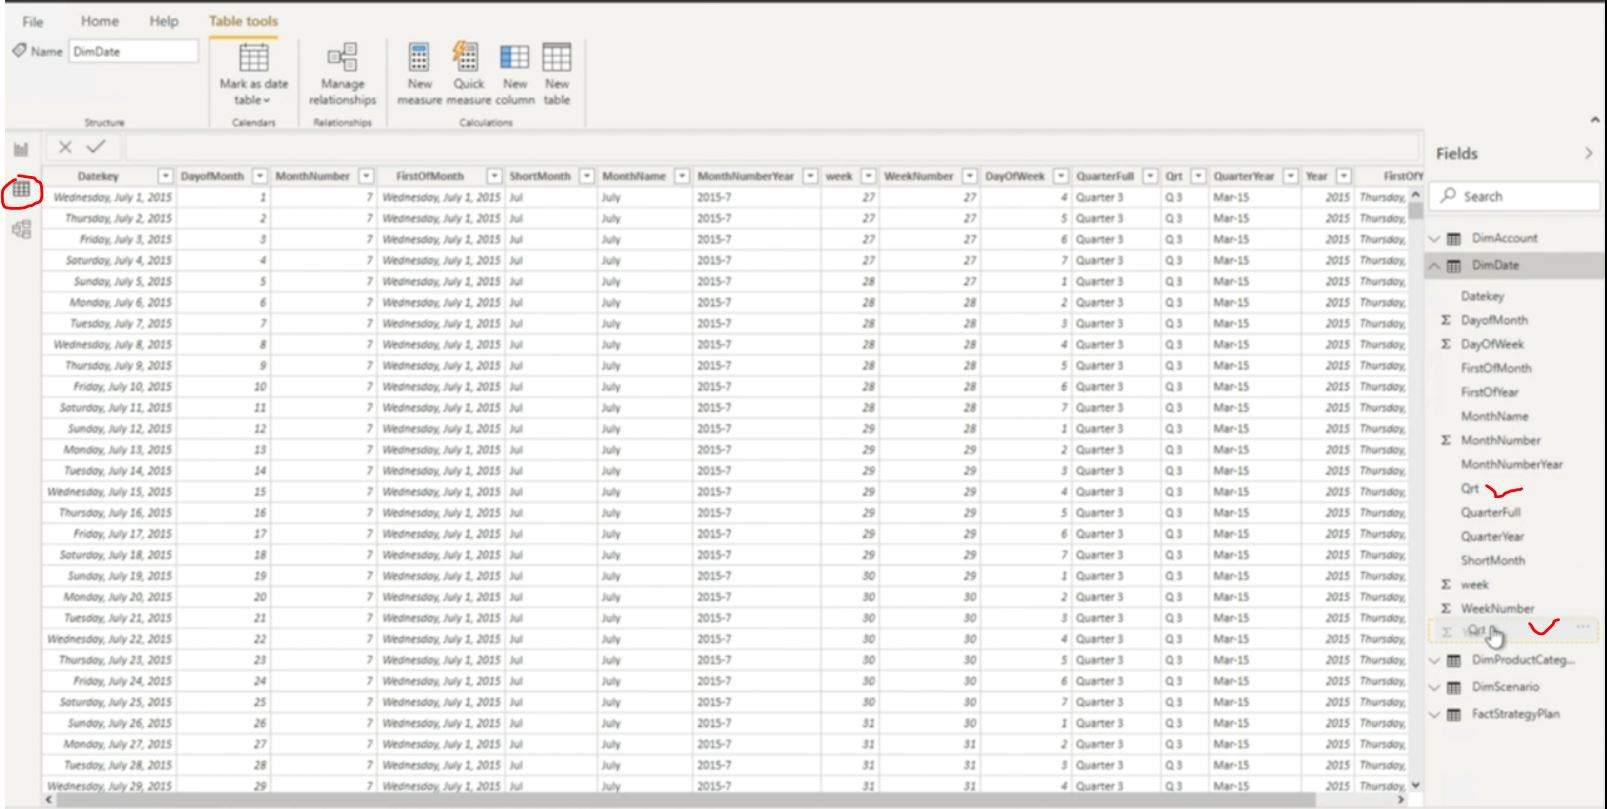 File Home Help Table tools
Name DimDate
Mark as date table
Manage relationships
New measure
Quick measure
New column
New table
Structure Calendars Relationships Calculations
Fields
Search
Datekey DayofMonth MonthNumber FirstOfMonth ShortMonth MonthName MonthNumberYear week WeekNumber DayOfWeek QuarterFull Qrt QuarterYear Year FirstOfY
Wednesday, July 1, 2015 1 7 Wednesday, July 1, 2015 Jul July 2015-7 27 27 4 Quarter 3 Q 3 Mar-15 2015 Thursday,
Thursday, July 2, 2015 2 7 Wednesday, July 1, 2015 Jul July 2015-7 27 27 5 Quarter 3 Q 3 Mar-15 2015 Thursday,
Friday, July 3, 2015 3 7 Wednesday, July 1, 2015 Jul July 2015-7 27 27 6 Quarter 3 Q 3 Mar-15 2015 Thursday,
Saturday, July 4, 2015 4 7 Wednesday, July 1, 2015 Jul July 2015-7 27 27 7 Quarter 3 Q 3 Mar-15 2015 Thursday,
Sunday, July 5, 2015 5 7 Wednesday, July 1, 2015 Jul July 2015-7 28 27 1 Quarter 3 Q 3 Mar-15 2015 Thursday,
Monday, July 6, 2015 6 7 Wednesday, July 1, 2015 Jul July 2015-7 28 28 2 Quarter 3 Q 3 Mar-15 2015 Thursday,
Tuesday, July 7, 2015 7 7 Wednesday, July 1, 2015 Jul July 2015-7 28 28 3 Quarter 3 Q 3 Mar-15 2015 Thursday,
Wednesday, July 8, 2015 8 7 Wednesday, July 1, 2015 Jul July 2015-7 28 28 4 Quarter 3 Q 3 Mar-15 2015 Thursday,
Thursday, July 9, 2015 9 7 Wednesday, July 1, 2015 Jul July 2015-7 28 28 5 Quarter 3 Q 3 Mar-15 2015 Thursday,
Friday, July 10, 2015 10 7 Wednesday, July 1, 2015 Jul July 2015-7 28 28 6 Quarter 3 Q 3 Mar-15 2015 Thursday,
Saturday, July 11, 2015 11 7 Wednesday, July 1, 2015 Jul July 2015-7 28 28 7 Quarter 3 Q 3 Mar-15 2015 Thursday,
Sunday, July 12, 2015 12 7 Wednesday, July 1, 2015 Jul July 2015-7 29 28 1 Quarter 3 Q 3 Mar-15 2015 Thursday,
Monday, July 13, 2015 13 7 Wednesday, July 1, 2015 Jul July 2015-7 29 29 2 Quarter 3 Q 3 Mar-15 2015 Thursday,
Tuesday, July 14, 2015 14 7 Wednesday, July 1, 2015 Jul July 2015-7 29 29 3 Quarter 3 Q 3 Mar-15 2015 Thursday,
Wednesday, July 15, 2015 15 7 Wednesday, July 1, 2015 Jul July 2015-7 29 29 4 Quarter 3 Q 3 Mar-15 2015 Thursday,
Thursday, July 16, 2015 16 7 Wednesday, July 1, 2015 Jul July 2015-7 29 29 5 Quarter 3 Q 3 Mar-15 2015 Thursday,
Friday, July 17, 2015 17 7 Wednesday, July 1, 2015 Jul July 2015-7 29 29 6 Quarter 3 Q 3 Mar-15 2015 Thursday,
Saturday, July 18, 2015 18 7 Wednesday, July 1, 2015 Jul July 2015-7 29 29 7 Quarter 3 Q 3 Mar-15 2015 Thursday,
Sunday, July 19, 2015 19 7 Wednesday, July 1, 2015 Jul July 2015-7 30 29 1 Quarter 3 Q 3 Mar-15 2015 Thursday,
Monday, July 20, 2015 20 7 Wednesday, July 1, 2015 Jul July 2015-7 30 30 2 Quarter 3 Q 3 Mar-15 2015 Thursday,
Tuesday, July 21, 2015 21 7 Wednesday, July 1, 2015 Jul July 2015-7 30 30 3 Quarter 3 Q 3 Mar-15 2015 Thursday,
Wednesday, July 22, 2015 22 7 Wednesday, July 1, 2015 Jul July 2015-7 30 30 4 Quarter 3 Q 3 Mar-15 2015 Thursday,
Thursday, July 23, 2015 23 7 Wednesday, July 1, 2015 Jul July 2015-7 30 30 5 Quarter 3 Q 3 Mar-15 2015 Thursday,
Friday, July 24, 2015 24 7 Wednesday, July 1, 2015 Jul July 2015-7 30 30 6 Quarter 3 Q 3 Mar-15 2015 Thursday,
Saturday, July 25, 2015 25 7 Wednesday, July 1, 2015 Jul July 2015-7 30 30 7 Quarter 3 Q 3 Mar-15 2015 Thursday,
Sunday, July 26, 2015 26 7 Wednesday, July 1, 2015 Jul July 2015-7 31 30 1 Quarter 3 Q 3 Mar-15 2015 Thursday,
Monday, July 27, 2015 27 7 Wednesday, July 1, 2015 Jul July 2015-7 31 31 2 Quarter 3 Q 3 Mar-15 2015 Thursday,
Tuesday, July 28, 2015 28 7 Wednesday, July 1, 2015 Jul July 2015-7 31 31 3 Quarter 3 Q 3 Mar-15 2015 Thursday,
Wednesday, July 29, 2015 29 7 Wednesday, July 1, 2015 Jul July 2015-7 31 31 4 Quarter 3 Q 3 Mar-15 2015 Thursday,
DimAccount
DimDate
Datekey
Σ DayofMonth
Σ DayOfWeek
FirstOfMonth
FirstOfYear
MonthName
Σ MonthNumber
MonthNumberYear
Qrt
QuarterFull
QuarterYear
ShortMonth
Σ week
Σ WeekNumber
Σ Qrt
DimProductCateg...
DimScenario
FactStrategyPlan